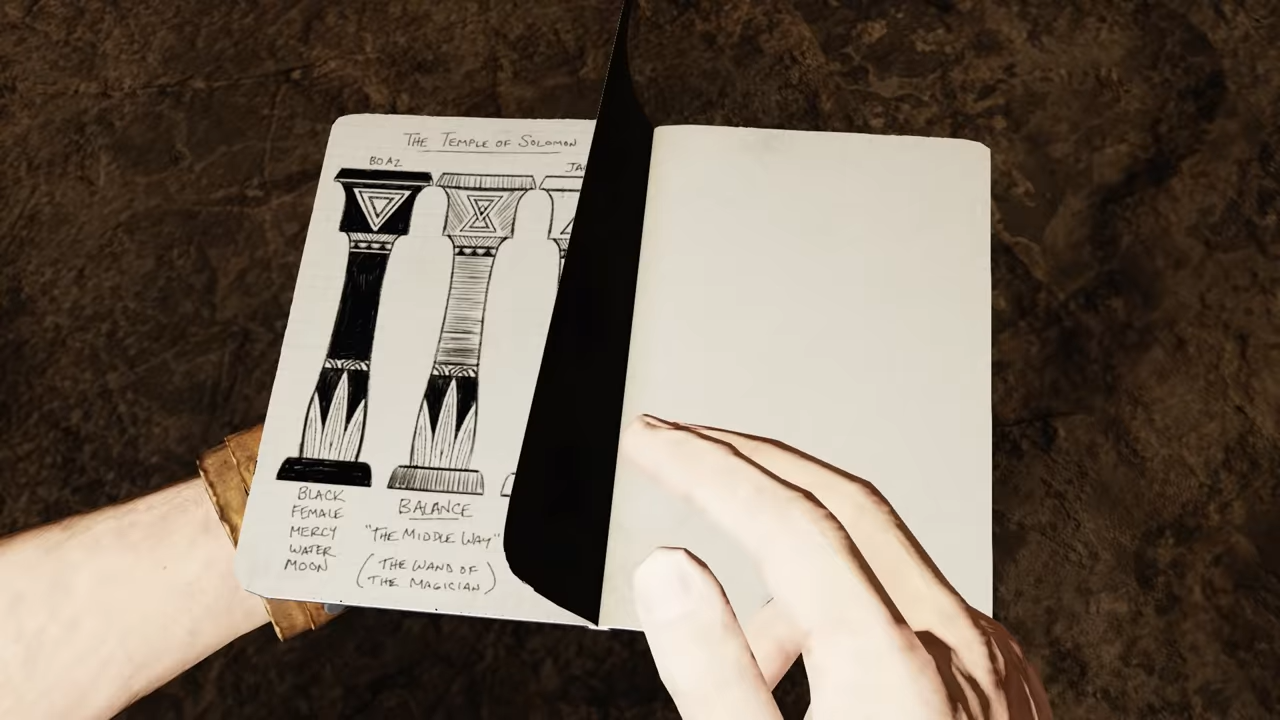 THE TEMPLE OF SOLOMON
BOAZ
BLACK
FEMALE
MERCY
WATER
MOON
BALANCE
"THE MIDDLE WAY"
(THE WAND OF
THE MAGICIAN)